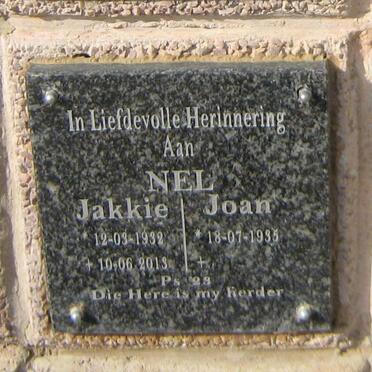 In Liefdevolle Herinnering
Aan
NEL
Jakkie Joan
* 12-03-1932 * 18-07-1935
+ 10-06-2013 +
Ps 23
Die Here is my herder